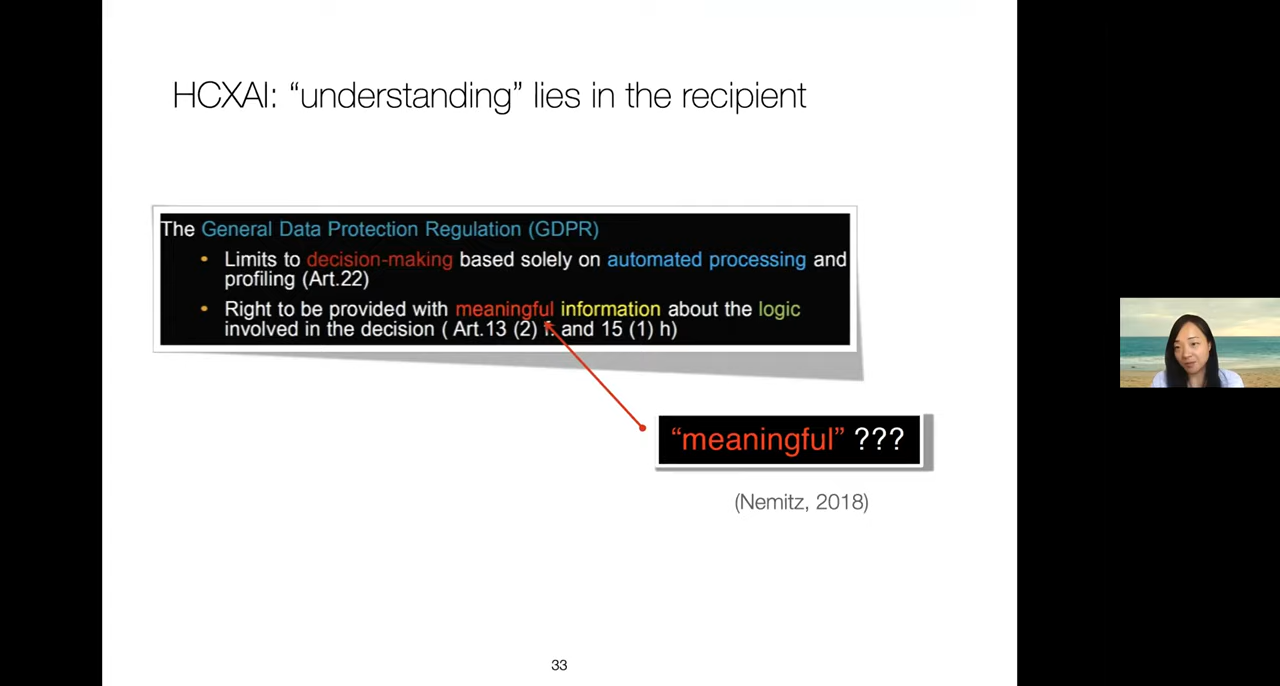 HCXAI: “understanding” lies in the recipient
The General Data Protection Regulation (GDPR)
• Limits to decision-making based solely on automated processing and
profiling (Art.22)
• Right to be provided with meaningful information about the logic
involved in the decision ( Art.13 (2) f. and 15 (1) h)
“meaningful” ???
(Nemitz, 2018)
33